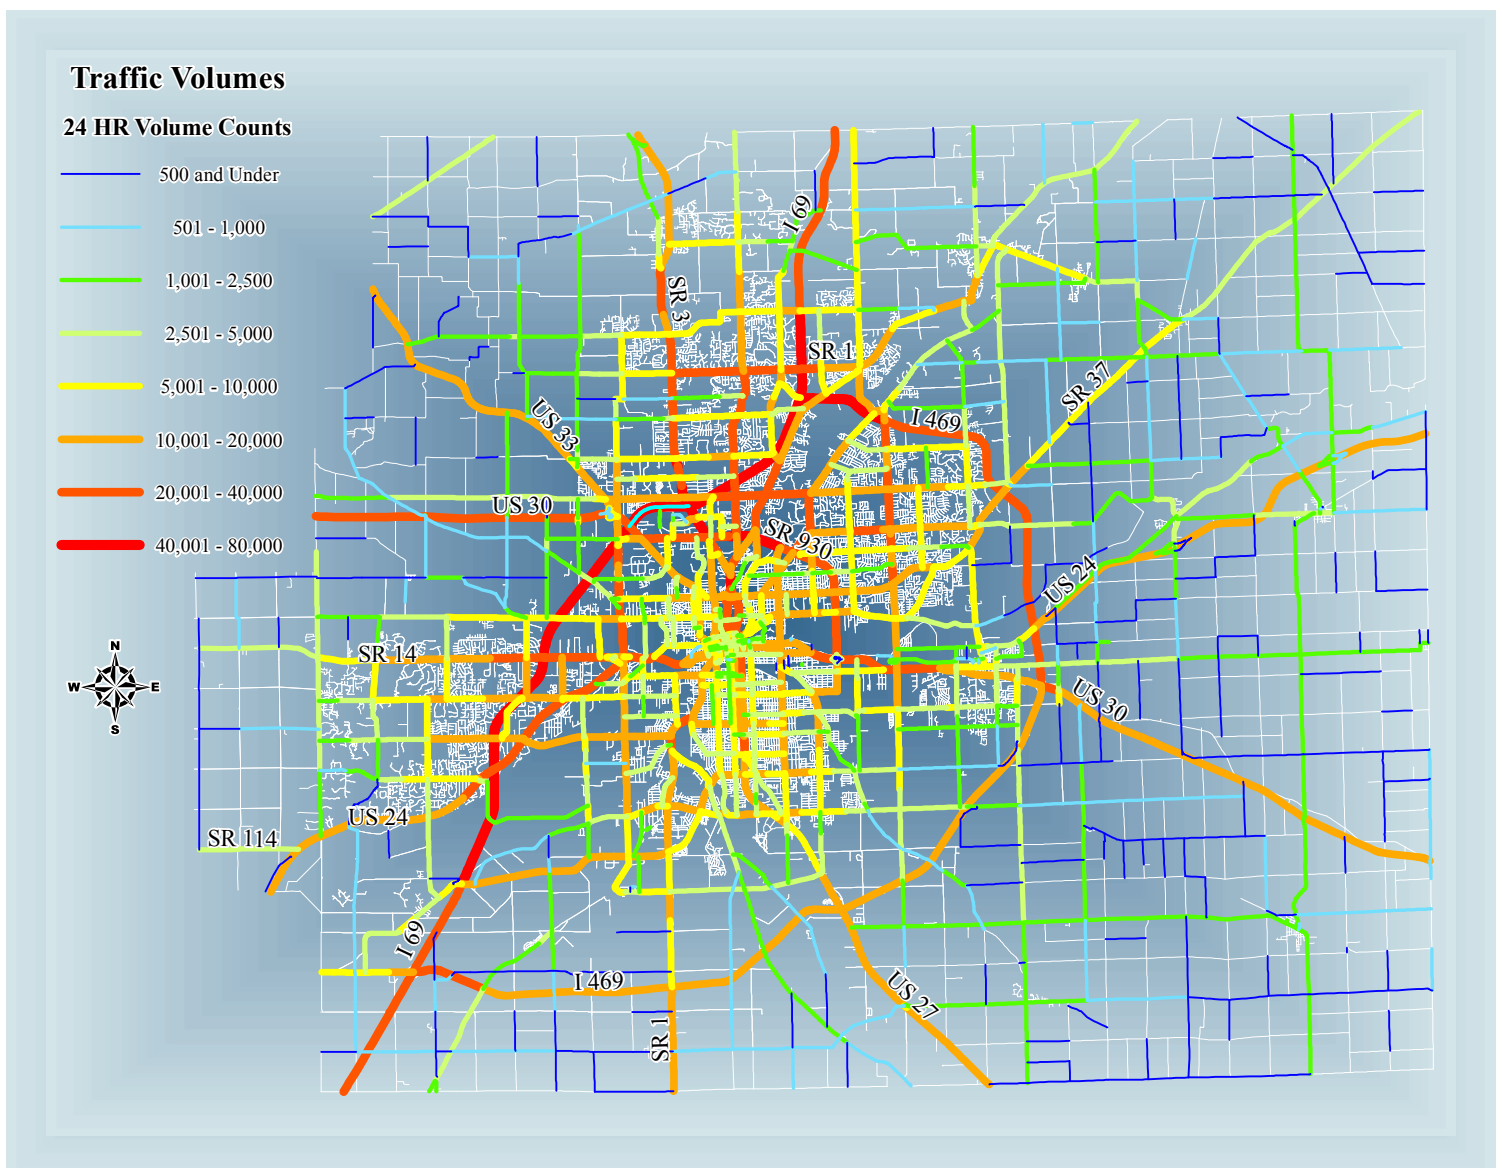 Traffic Volumes
24 HR Volume Counts
500 and Under
501 - 1,000
1,001 - 2,500
2,501 - 5,000
5,001 - 10,000
10,001 - 20,000
20,001 - 40,000
40,001 - 80,000
I 69
SR 3
SR 1
SR 37
US 33
I 469
US 30
SR 930
US 24
N
W E
S
SR 14
US 30
US 24
SR 114
I 69
I 469
US 27
SR 1